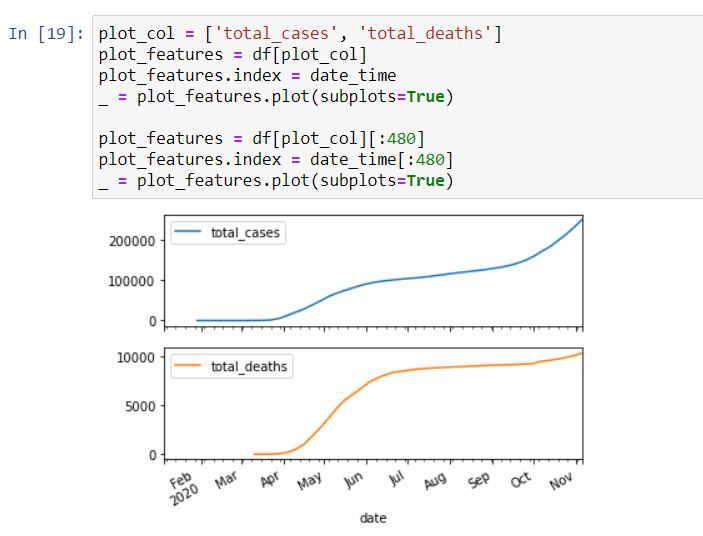 In [19]: plot_col = ['total_cases', 'total_deaths']
plot_features = df[plot_col]
plot_features.index = date_time
_ = plot_features.plot(subplots=True)
plot_features = df[plot_col][:480]
plot_features.index = date_time[:480]
_ = plot_features.plot(subplots=True)
total_cases
200000
100000
0
total_deaths
10000
5000
0
Feb Mar Apr May Jun Jul Aug Sep Oct Nov
2020
date